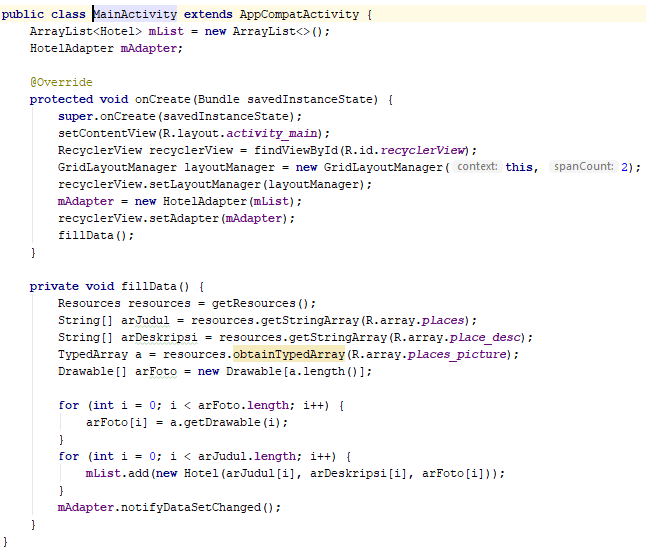 public class MainActivity extends AppCompatActivity {
    ArrayList<Hotel> mList = new ArrayList<>();
    HotelAdapter mAdapter;

    @Override
    protected void onCreate(Bundle savedInstanceState) {
        super.onCreate(savedInstanceState);
        setContentView(R.layout.activity_main);
        RecyclerView recyclerView = findViewById(R.id.recyclerView);
        GridLayoutManager layoutManager = new GridLayoutManager( context: this, spanCount: 2);
        recyclerView.setLayoutManager(layoutManager);
        mAdapter = new HotelAdapter(mList);
        recyclerView.setAdapter(mAdapter);
        fillData();
    }

    private void fillData() {
        Resources resources = getResources();
        String[] arJudul = resources.getStringArray(R.array.places);
        String[] arDeskripsi = resources.getStringArray(R.array.place_desc);
        TypedArray a = resources.obtainTypedArray(R.array.places_picture);
        Drawable[] arFoto = new Drawable[a.length()];

        for (int i = 0; i < arFoto.length; i++) {
            arFoto[i] = a.getDrawable(i);
        }
        for (int i = 0; i < arJudul.length; i++) {
            mList.add(new Hotel(arJudul[i], arDeskripsi[i], arFoto[i]));
        }
        mAdapter.notifyDataSetChanged();
    }
}